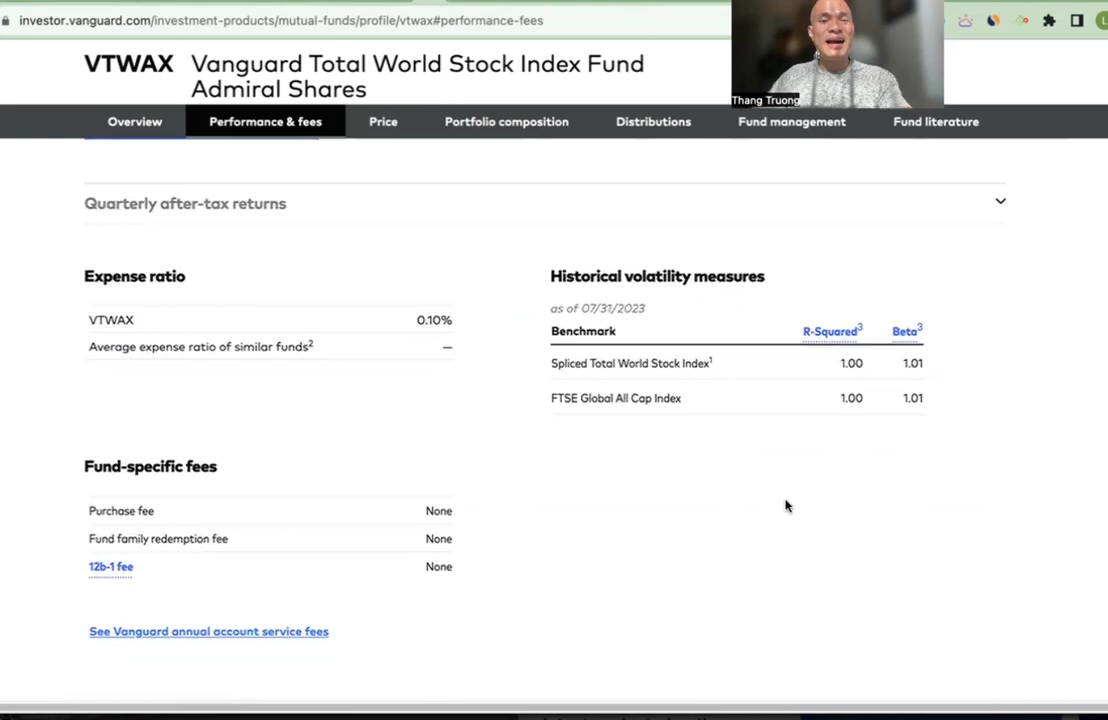 investor.vanguard.com/investment-products/mutual-funds/profile/vtwax#performance-fees
VTWAX Vanguard Total World Stock Index Fund
Admiral Shares
Thang Truong
Overview Performance & fees Price Portfolio composition Distributions Fund management Fund literature
Quarterly after-tax returns
Expense ratio
VTWAX 0.10%
Average expense ratio of similar funds2 —
Historical volatility measures
as of 07/31/2023
Benchmark R-Squared3 Beta3
Spliced Total World Stock Index1 1.00 1.01
FTSE Global All Cap Index 1.00 1.01
Fund-specific fees
Purchase fee None
Fund family redemption fee None
12b-1 fee None
See Vanguard annual account service fees